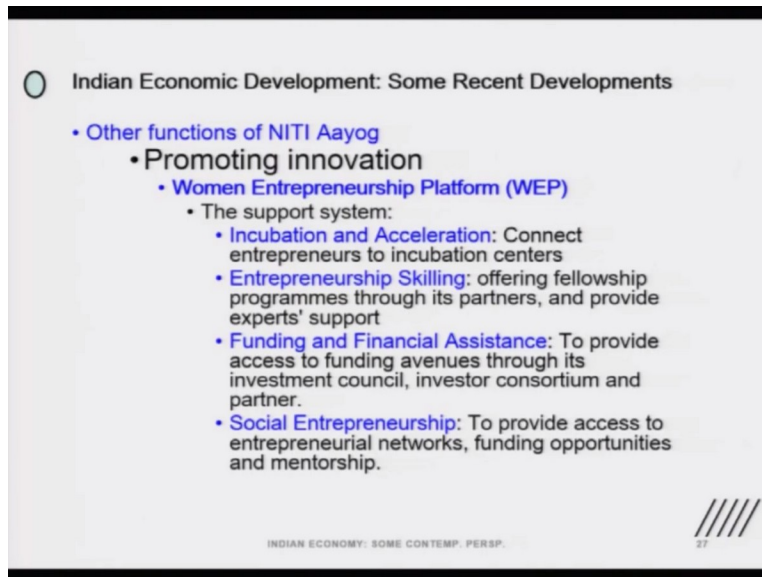 Indian Economic Development: Some Recent Developments
• Other functions of NITI Aayog
• Promoting innovation
• Women Entrepreneurship Platform (WEP)
• The support system:
• Incubation and Acceleration: Connect
entrepreneurs to incubation centers
• Entrepreneurship Skilling: offering fellowship
programmes through its partners, and provide
experts' support
• Funding and Financial Assistance: To provide
access to funding avenues through its
investment council, investor consortium and
partner.
• Social Entrepreneurship: To provide access to
entrepreneurial networks, funding opportunities
and mentorship.
INDIAN ECONOMY: SOME CONTEMP. PERSP.
27